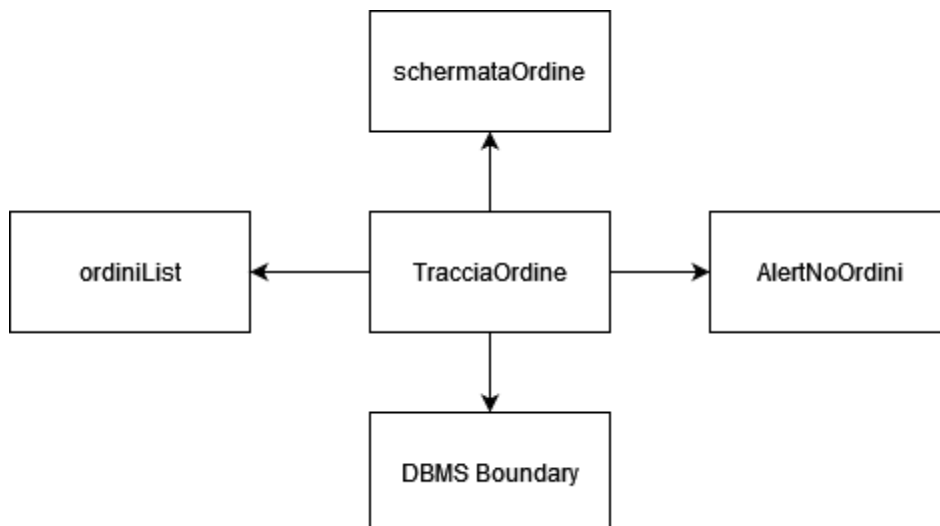 schermataOrdine
ordiniList
TracciaOrdine
AlertNoOrdini
DBMS Boundary